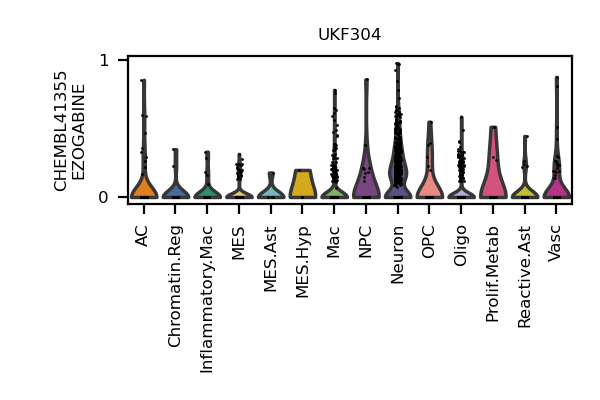 UKF304
CHEMBL41355
EZOGABINE
1
0
AC
Chromatin.Reg
Inflammatory.Mac
MES
MES.Ast
MES.Hyp
Mac
NPC
Neuron
OPC
Oligo
Prolif.Metab
Reactive.Ast
Vasc